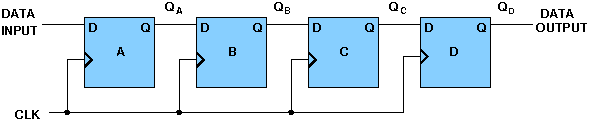 QA QB QC QD
DATA INPUT
DATA OUTPUT
D Q D Q D Q D Q
A B C D
CLK